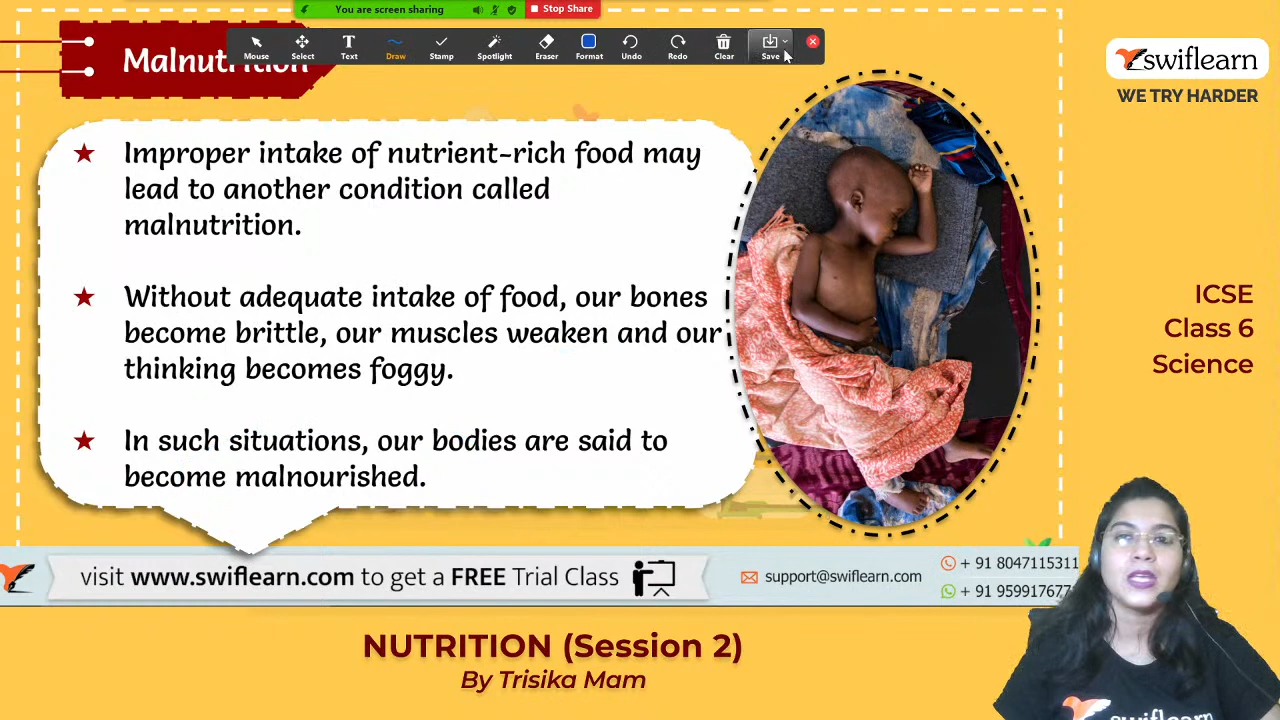 You are screen sharing
Stop Share
Mouse
Select
Text
Draw
Stamp
Spotlight
Eraser
Format
Undo
Redo
Clear
Save
Malnutrition
swiflearn
WE TRY HARDER
★ Improper intake of nutrient-rich food may
lead to another condition called
malnutrition.
★ Without adequate intake of food, our bones
become brittle, our muscles weaken and our
thinking becomes foggy.
★ In such situations, our bodies are said to
become malnourished.
ICSE
Class 6
Science
visit www.swiflearn.com to get a FREE Trial Class
support@swiflearn.com
+ 91 8047115311
+ 91 959917677
NUTRITION (Session 2)
By Trisika Mam
swiflearn